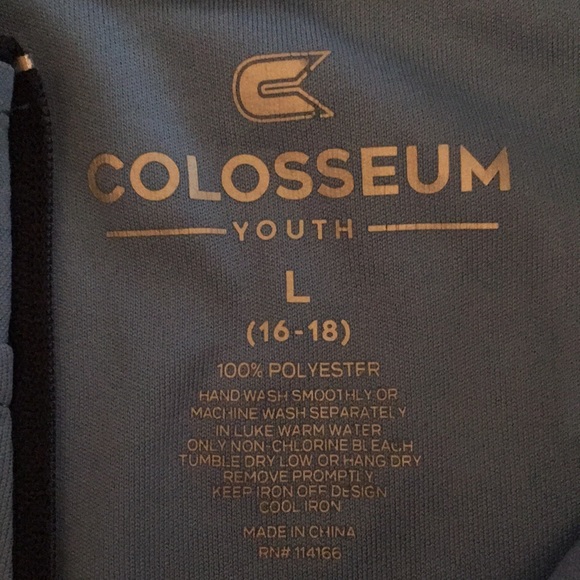 COLOSSEUM
YOUTH
L
(16-18)
100% POLYESTER
HAND WASH SMOOTHLY OR
MACHINE WASH SEPARATELY
IN LUKE WARM WATER
ONLY NON-CHLORINE BLEACH
TUMBLE DRY LOW OR HANG DRY
REMOVE PROMPTLY
KEEP IRON OFF DESIGN
COOL IRON
MADE IN CHINA
RN# 114166